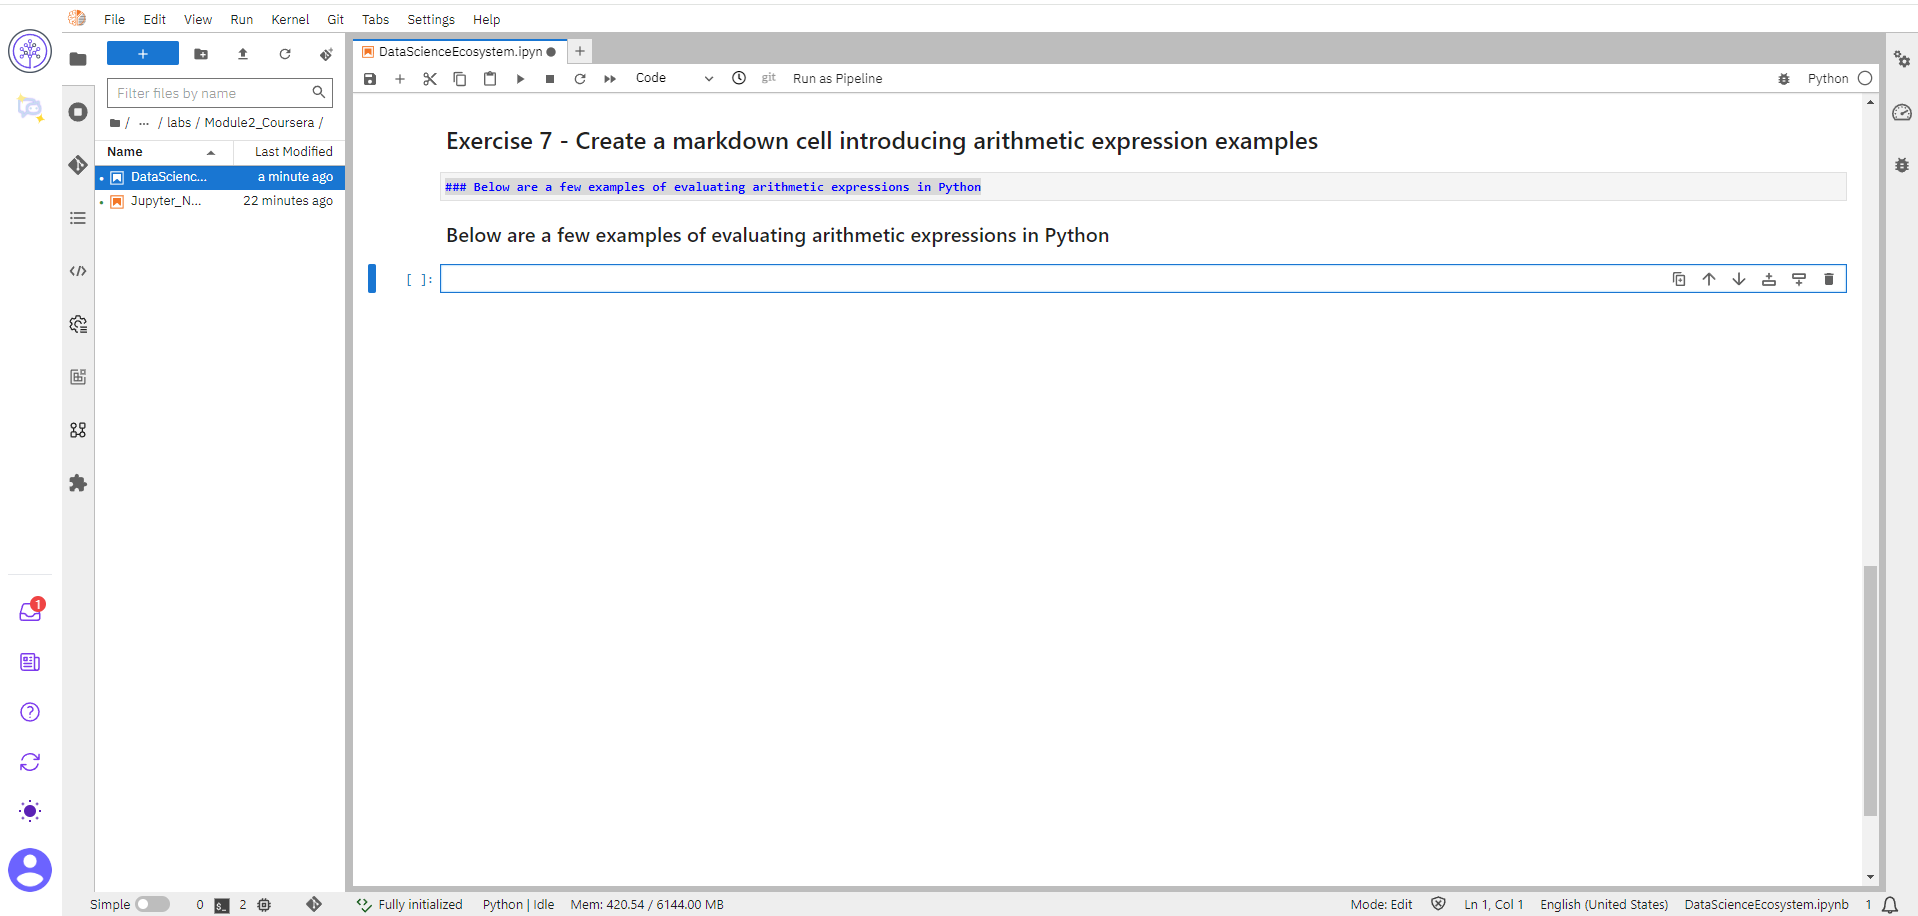 File Edit View Run Kernel Git Tabs Settings Help
DataScienceEcosystem.ipyn
Code git Run as Pipeline Python
Filter files by name
/ ... / labs / Module2_Coursera /
Name Last Modified
DataScienc... a minute ago
Jupyter_N... 22 minutes ago
Exercise 7 - Create a markdown cell introducing arithmetic expression examples
### Below are a few examples of evaluating arithmetic expressions in Python
Below are a few examples of evaluating arithmetic expressions in Python
[ ]:
1
Simple 0 $_ 2 Fully initialized Python | Idle Mem: 420.54 / 6144.00 MB Mode: Edit Ln 1, Col 1 English (United States) DataScienceEcosystem.ipynb 1